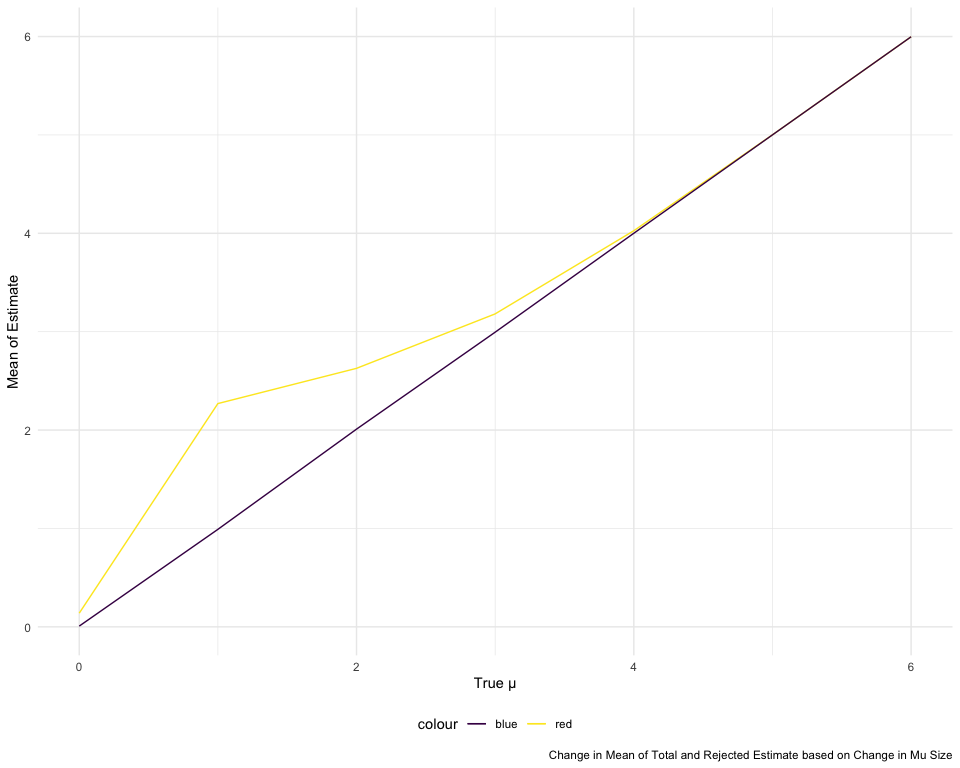 6
4
2
0
Mean of Estimate
0 2 4 6
True μ
colour blue red
Change in Mean of Total and Rejected Estimate based on Change in Mu Size